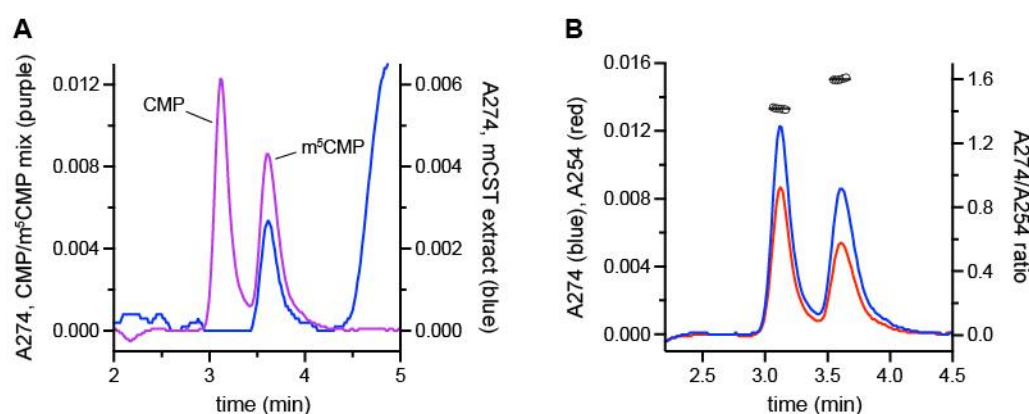 A
A274, CMP/m⁵CMP mix (purple)
0.012
0.008
0.004
0.000
CMP
m⁵CMP
0.006
0.004
0.002
0.000
A274, mCST extract (blue)
2
3
4
5
time (min)
B
A274 (blue), A254 (red)
0.016
0.012
0.008
0.004
0.000
1.6
1.2
0.8
0.4
0.0
A274/A254 ratio
2.5
3.0
3.5
4.0
4.5
time (min)